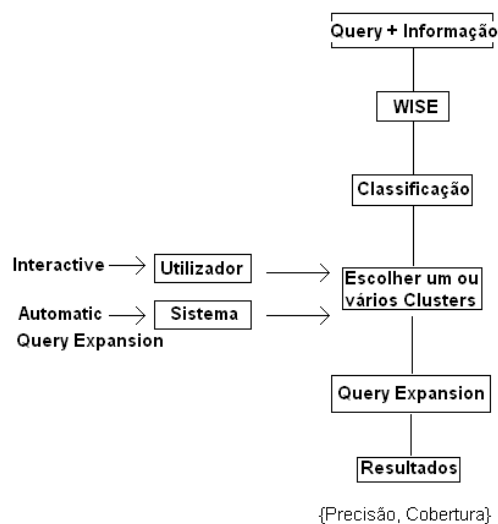 Query + Informação
WISE
Classificação
Interactive
Utilizador
Escolher um ou
vários Clusters
Automatic
Query Expansion
Sistema
Query Expansion
Resultados
{Precisão, Cobertura}